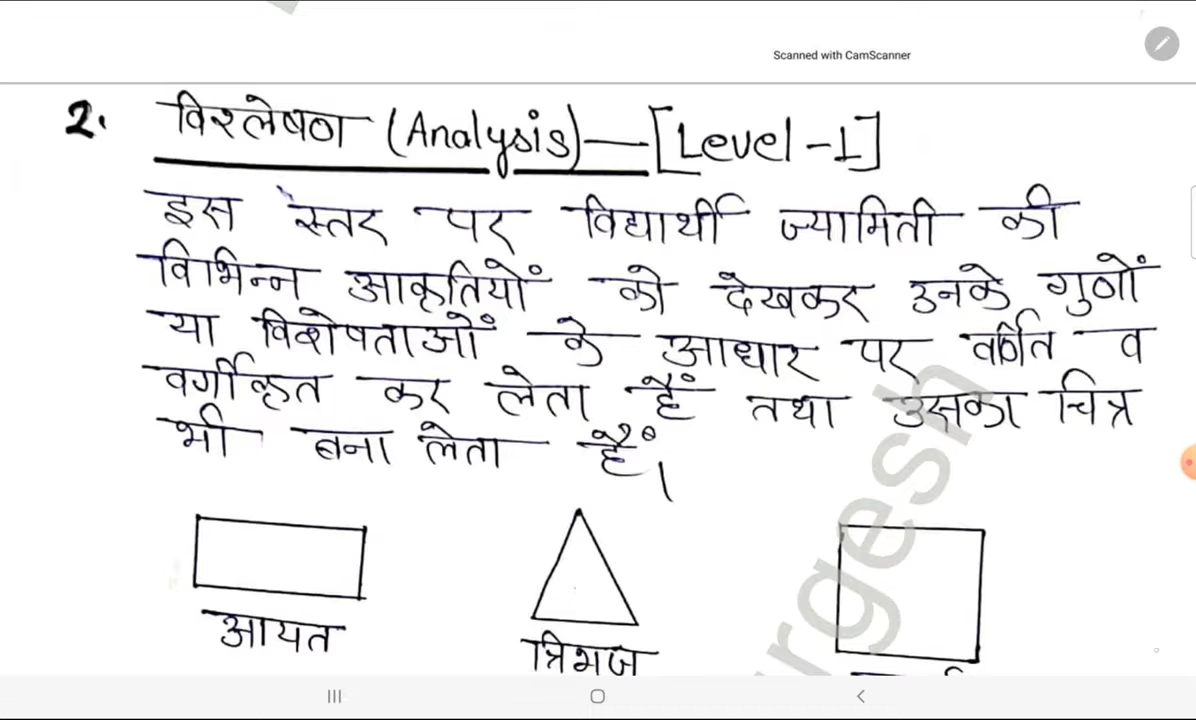 Scanned with CamScanner
2. विश्लेषण (Analysis)—[Level-1]
इस स्तर पर विद्यार्थी ज्यामिती की
विभिन्न आकृतियों को देखकर उनके गुणों
या विशेषताओं के आधार पर वर्णित व
वर्गीकृत कर लेता हैं तथा उसका चित्र
भी बना लेता हैं।
आयत
त्रिभुज